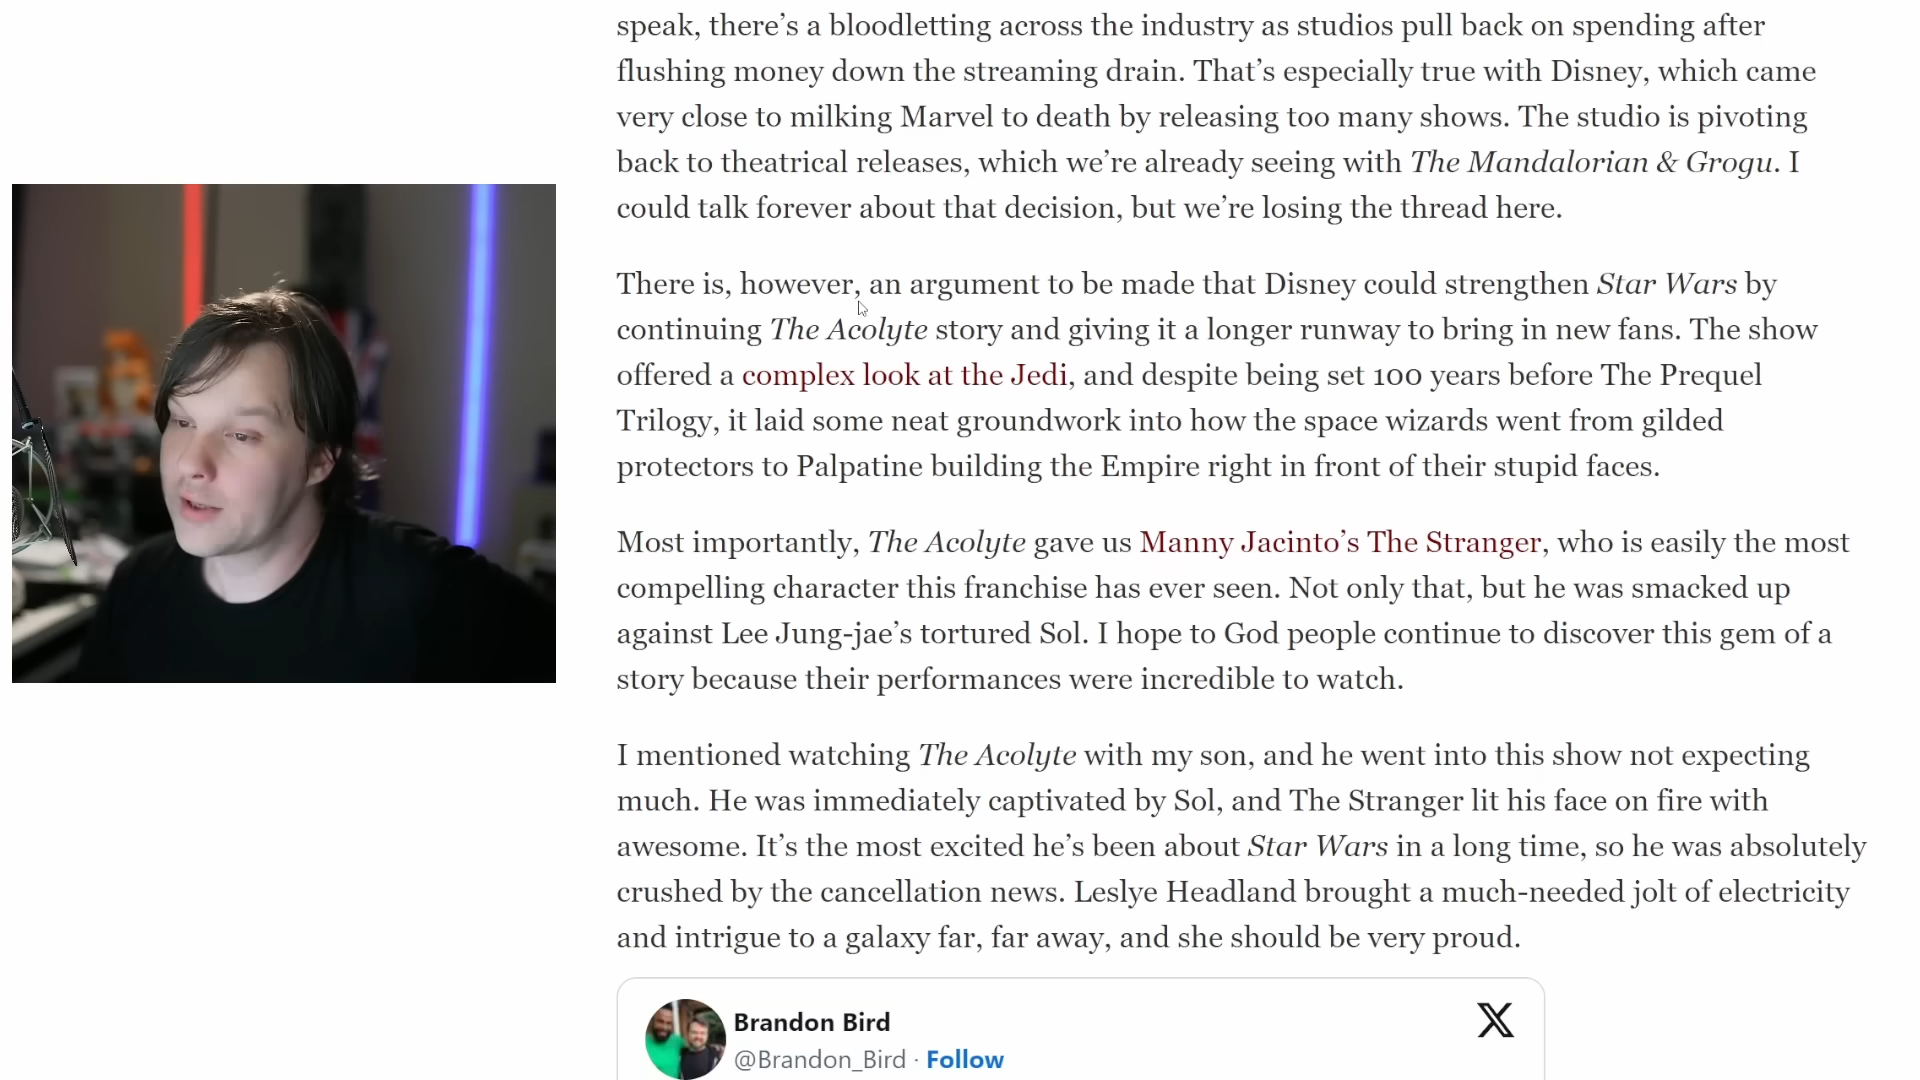 speak, there’s a bloodletting across the industry as studios pull back on spending after
flushing money down the streaming drain. That’s especially true with Disney, which came
very close to milking Marvel to death by releasing too many shows. The studio is pivoting
back to theatrical releases, which we’re already seeing with The Mandalorian & Grogu. I
could talk forever about that decision, but we’re losing the thread here.
There is, however, an argument to be made that Disney could strengthen Star Wars by
continuing The Acolyte story and giving it a longer runway to bring in new fans. The show
offered a complex look at the Jedi, and despite being set 100 years before The Prequel
Trilogy, it laid some neat groundwork into how the space wizards went from gilded
protectors to Palpatine building the Empire right in front of their stupid faces.
Most importantly, The Acolyte gave us Manny Jacinto’s The Stranger, who is easily the most
compelling character this franchise has ever seen. Not only that, but he was smacked up
against Lee Jung-jae’s tortured Sol. I hope to God people continue to discover this gem of a
story because their performances were incredible to watch.
I mentioned watching The Acolyte with my son, and he went into this show not expecting
much. He was immediately captivated by Sol, and The Stranger lit his face on fire with
awesome. It’s the most excited he’s been about Star Wars in a long time, so he was absolutely
crushed by the cancellation news. Leslye Headland brought a much-needed jolt of electricity
and intrigue to a galaxy far, far away, and she should be very proud.
Brandon Bird
@Brandon_Bird · Follow